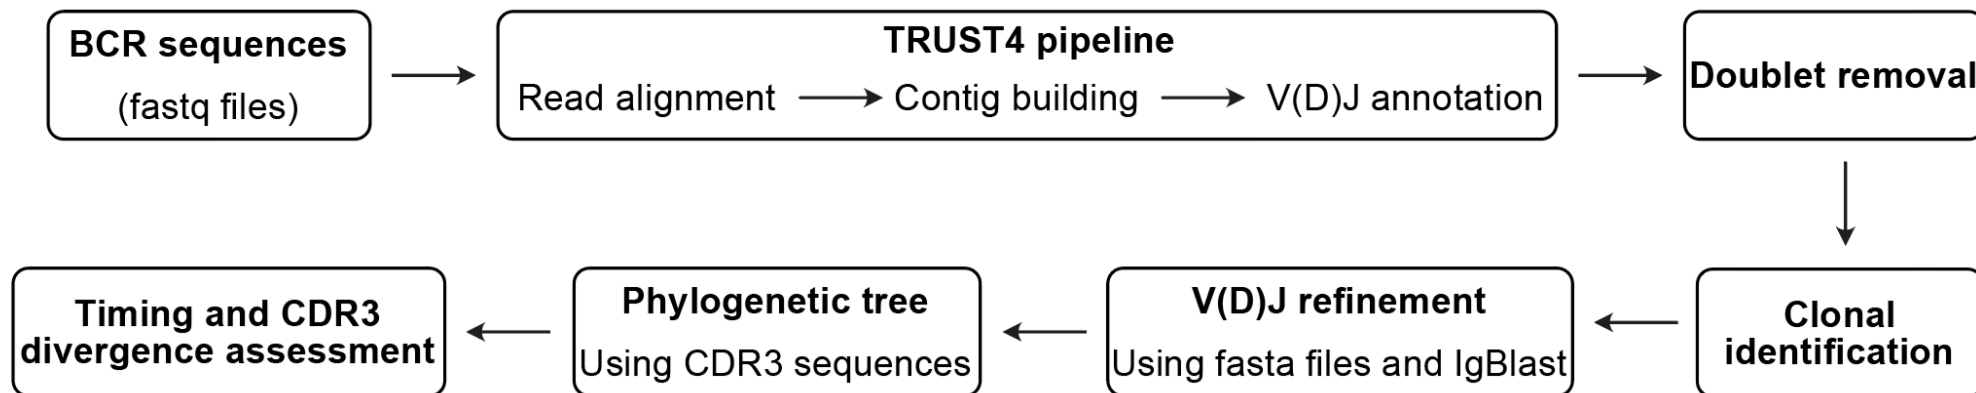 BCR sequences
(fastq files)
TRUST4 pipeline
Read alignment
Contig building
V(D)J annotation
Doublet removal
Clonal
identification
V(D)J refinement
Using fasta files and IgBlast
Phylogenetic tree
Using CDR3 sequences
Timing and CDR3
divergence assessment